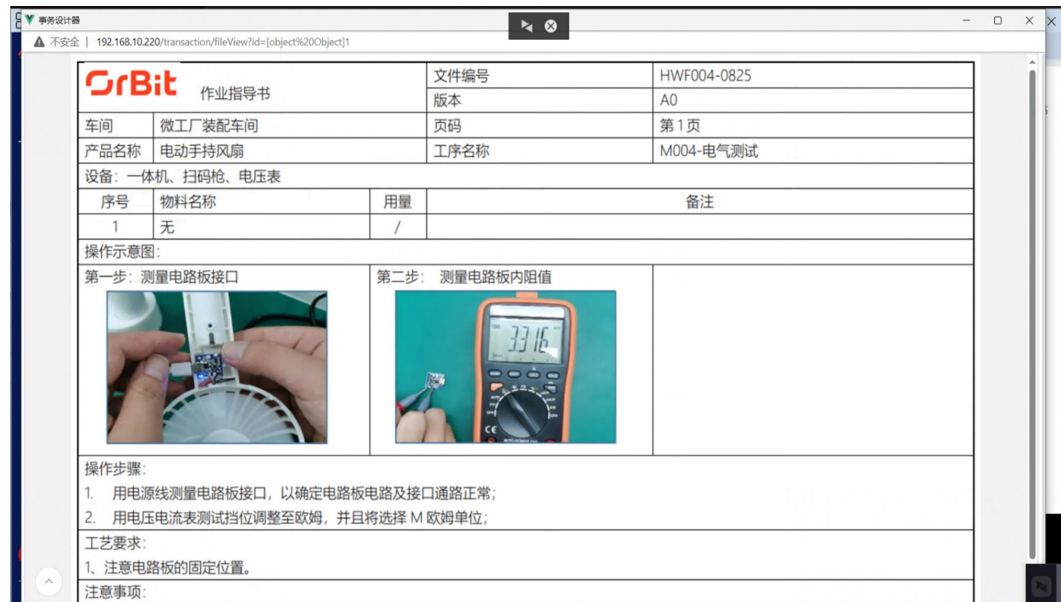 事务设计器
不安全 | 192.168.10.220/transaction/fileView?id=[object%20Object]1
OrBit 作业指导书
文件编号 HWF004-0825
版本 A0
车间 微工厂装配车间 页码 第1页
产品名称 电动手持风扇 工序名称 M004-电气测试
设备：一体机、扫码枪、电压表
序号 物料名称 用量 备注
1 无 /
操作示意图：
第一步：测量电路板接口 第二步： 测量电路板内阻值
3.316
CE
操作步骤：
1. 用电源线测量电路板接口，以确定电路板电路及接口通路正常；
2. 用电压电流表测试挡位调整至欧姆，并且将选择 M 欧姆单位；
工艺要求：
1、注意电路板的固定位置。
注意事项：